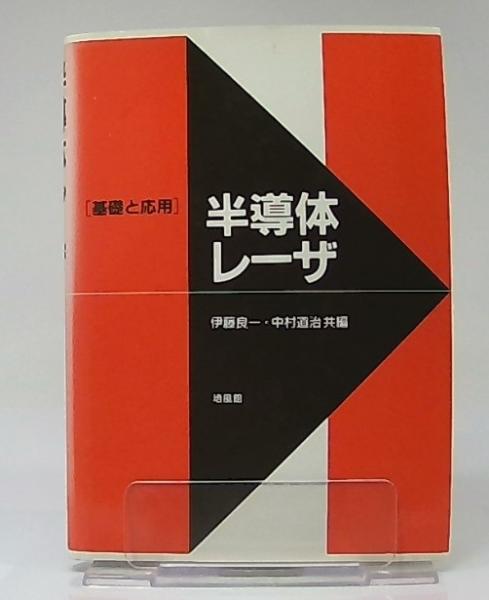 [基礎と応用]
半導体
レーザ
伊藤良一・中村道治共編
培風館